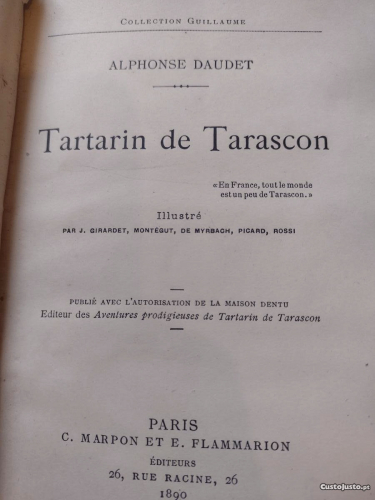 Collection Guillaume
ALPHONSE DAUDET
Tartarin de Tarascon
«En France, tout le monde
est un peu de Tarascon.»
Illustré
PAR J. GIRARDET, MONTÉGUT, DE MYRBACH, PICARD, ROSSI
PUBLIÉ AVEC L'AUTORISATION DE LA MAISON DENTU
Editeur des Aventures prodigieuses de Tartarin de Tarascon
PARIS
C. MARPON ET E. FLAMMARION
ÉDITEURS
26, RUE RACINE, 26
1890
CustoJusto.pt